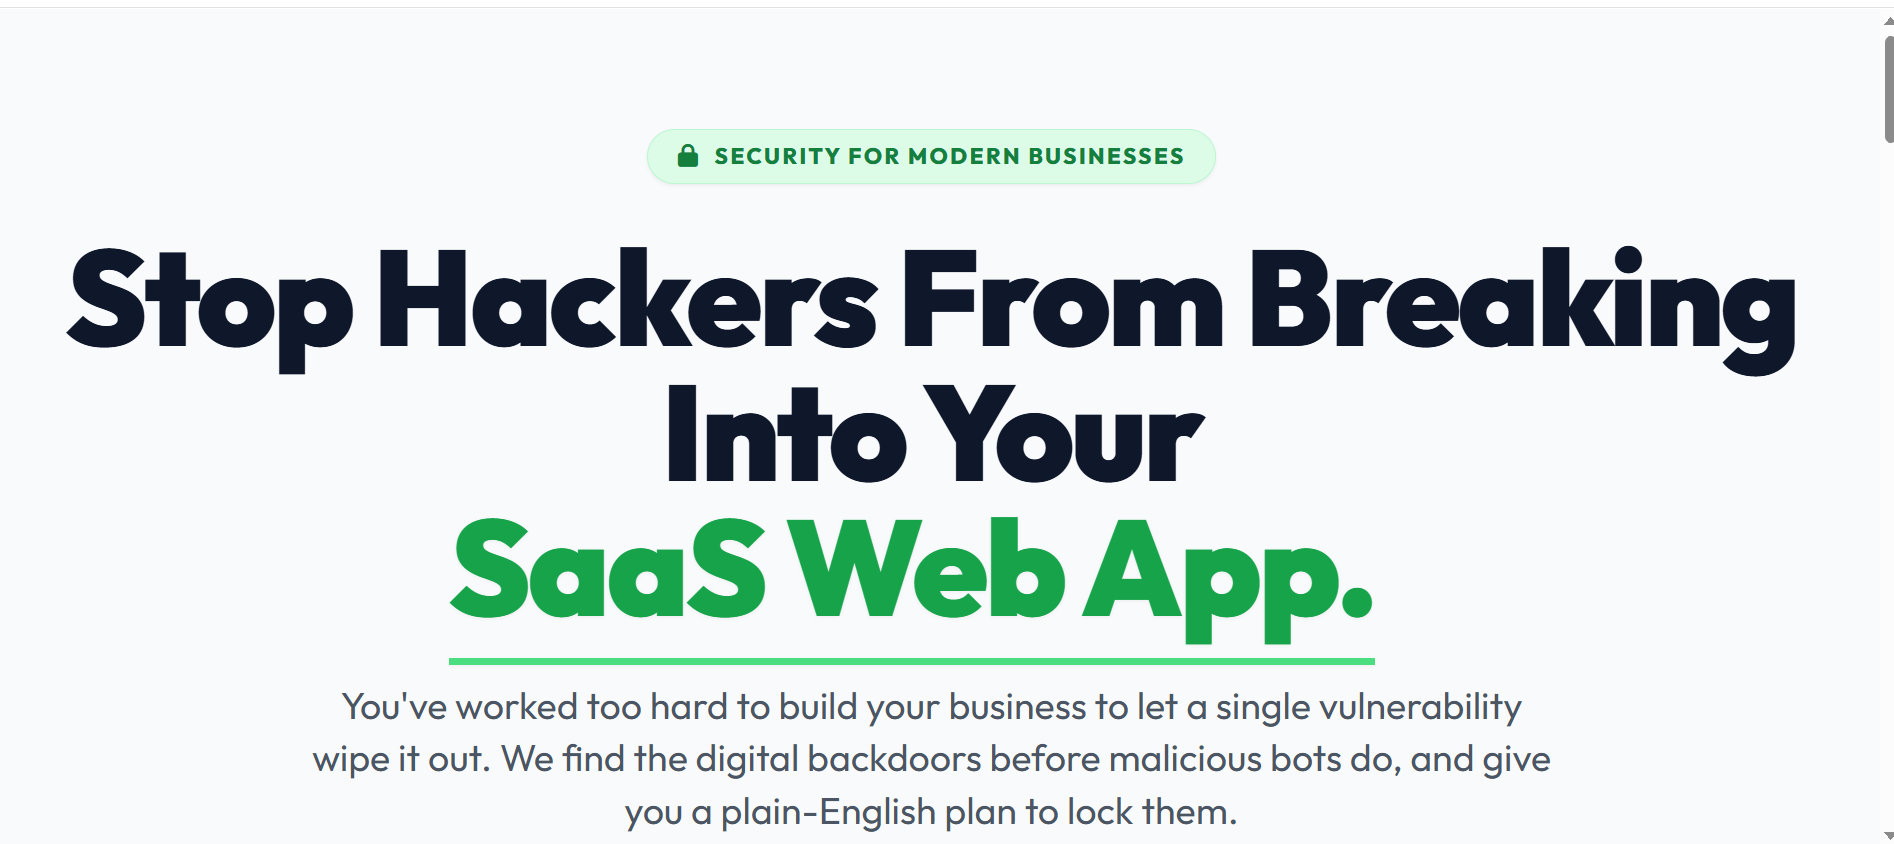 SECURITY FOR MODERN BUSINESSES
Stop Hackers From Breaking
Into Your
SaaS Web App.
You've worked too hard to build your business to let a single vulnerability
wipe it out. We find the digital backdoors before malicious bots do, and give
you a plain-English plan to lock them.